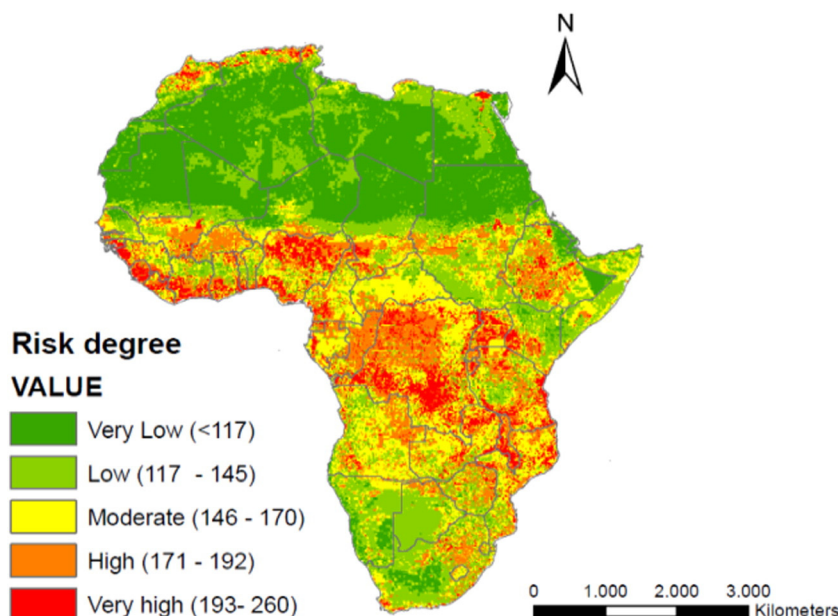 N
Risk degree
VALUE
Very Low (<117)
Low (117 - 145)
Moderate (146 - 170)
High (171 - 192)
Very high (193- 260)
0 1.000 2.000 3.000
Kilometers